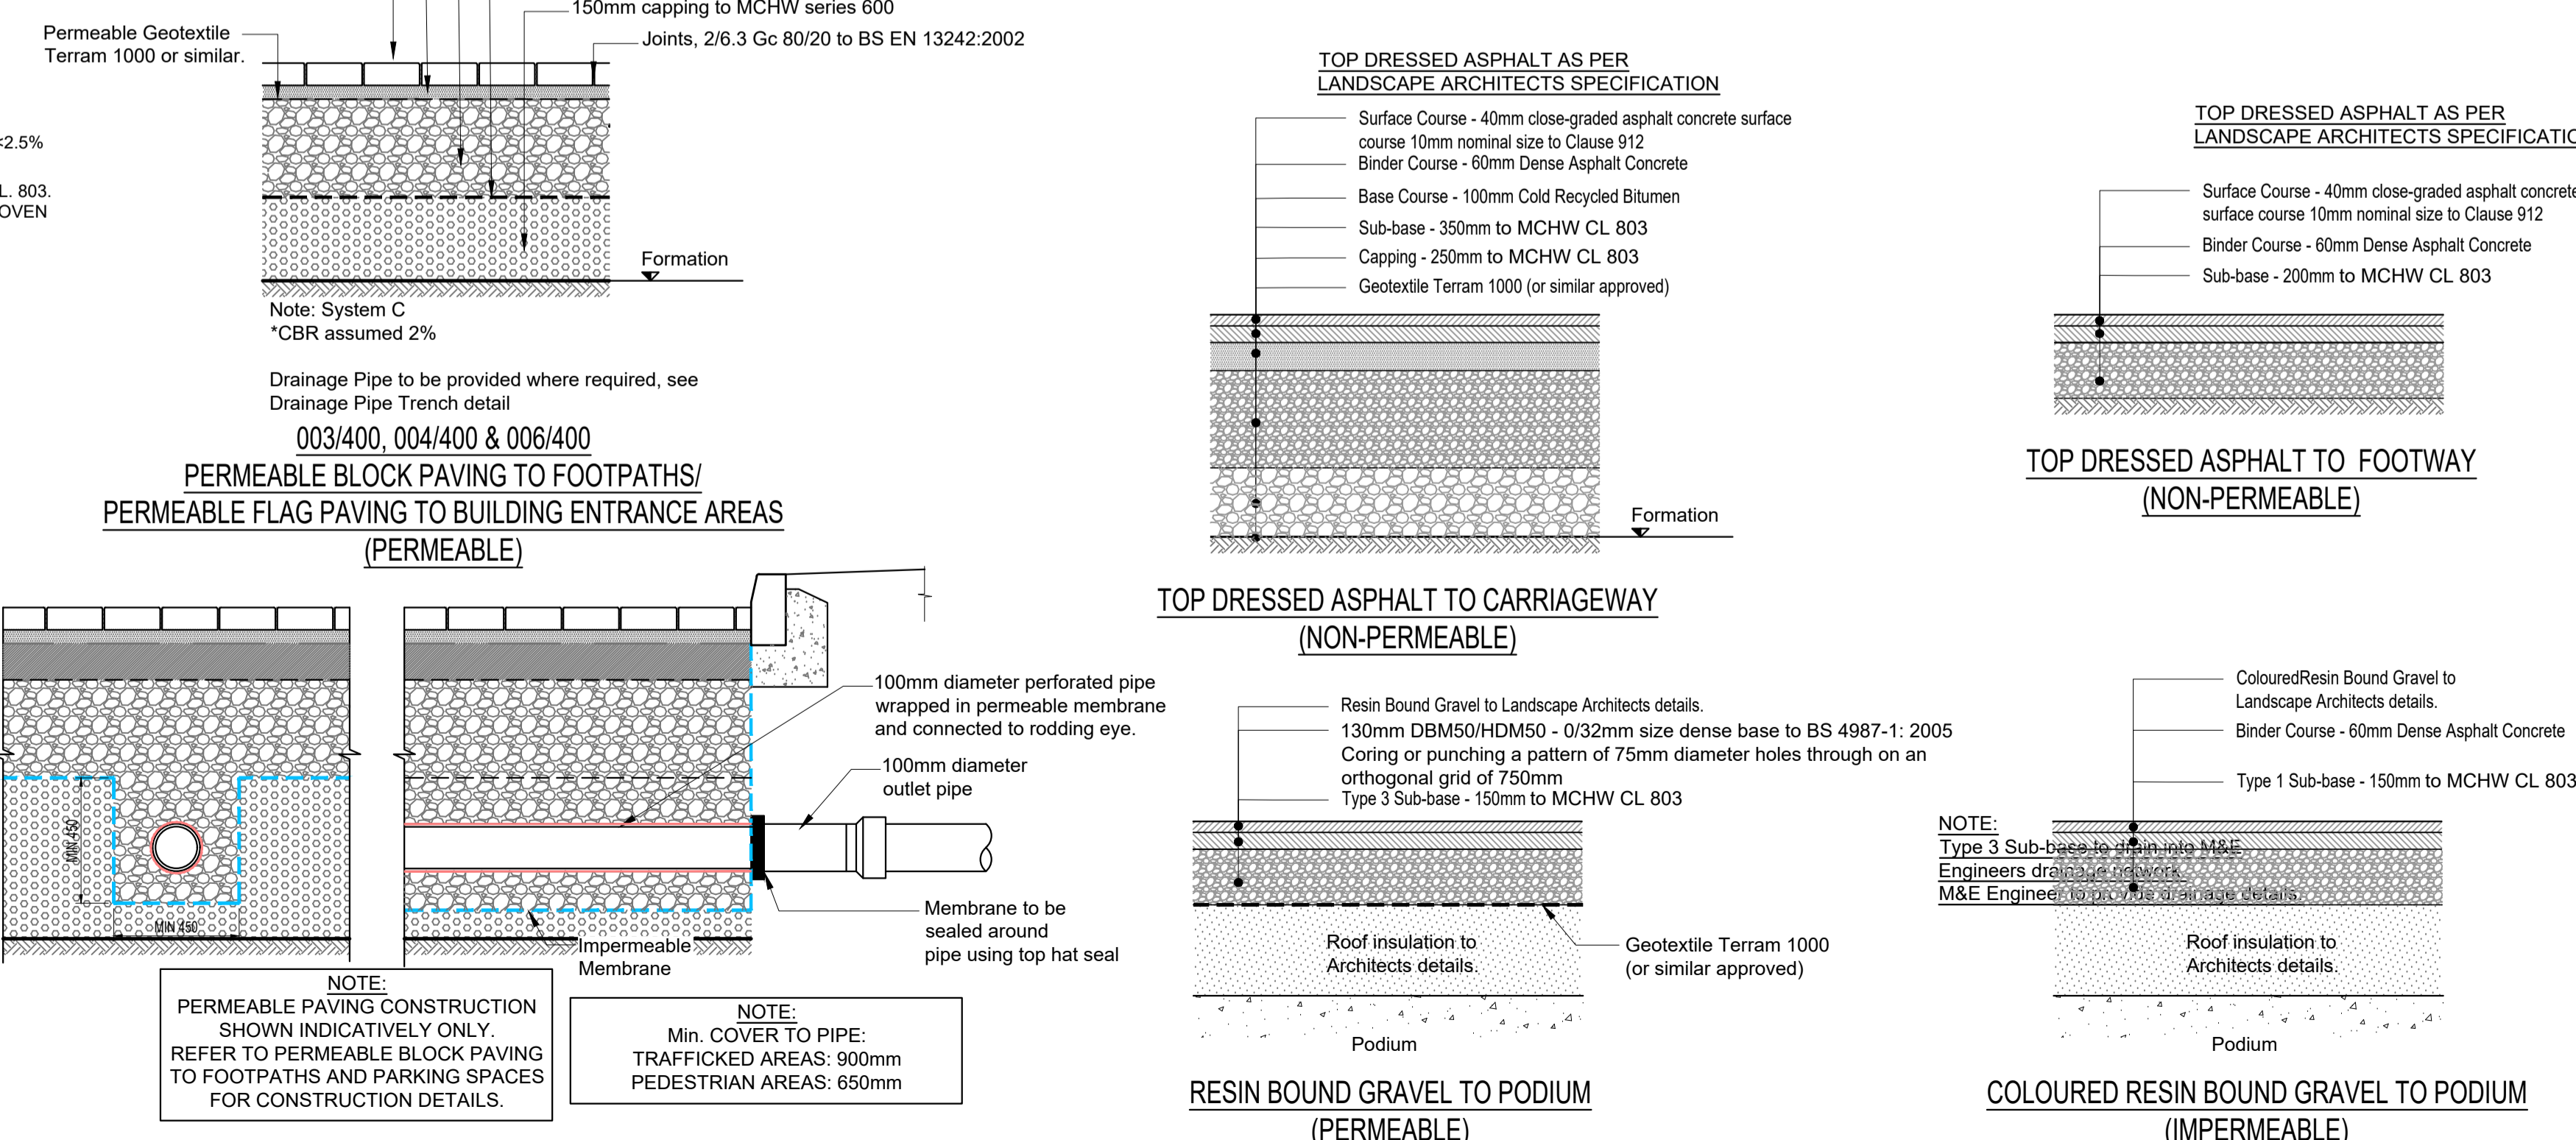 150mm capping to MCHW series 600
Permeable Geotextile
Terram 1000 or similar.
Joints, 2/6.3 Gc 80/20 to BS EN 13242:2002
<2.5%
L. 803.
OVEN
Formation
Note: System C
*CBR assumed 2%
Drainage Pipe to be provided where required, see
Drainage Pipe Trench detail
003/400, 004/400 & 006/400
PERMEABLE BLOCK PAVING TO FOOTPATHS/
PERMEABLE FLAG PAVING TO BUILDING ENTRANCE AREAS
(PERMEABLE)
TOP DRESSED ASPHALT AS PER
LANDSCAPE ARCHITECTS SPECIFICATION
Surface Course - 40mm close-graded asphalt concrete surface
course 10mm nominal size to Clause 912
Binder Course - 60mm Dense Asphalt Concrete
Base Course - 100mm Cold Recycled Bitumen
Sub-base - 350mm to MCHW CL 803
Capping - 250mm to MCHW CL 803
Geotextile Terram 1000 (or similar approved)
Formation
TOP DRESSED ASPHALT TO CARRIAGEWAY
(NON-PERMEABLE)
TOP DRESSED ASPHALT AS PER
LANDSCAPE ARCHITECTS SPECIFICATIO
Surface Course - 40mm close-graded asphalt concrete
surface course 10mm nominal size to Clause 912
Binder Course - 60mm Dense Asphalt Concrete
Sub-base - 200mm to MCHW CL 803
TOP DRESSED ASPHALT TO FOOTWAY
(NON-PERMEABLE)
MIN 450
MIN 450
100mm diameter perforated pipe
wrapped in permeable membrane
and connected to rodding eye.
100mm diameter
outlet pipe
Membrane to be
sealed around
pipe using top hat seal
Impermeable
Membrane
NOTE:
PERMEABLE PAVING CONSTRUCTION
SHOWN INDICATIVELY ONLY.
REFER TO PERMEABLE BLOCK PAVING
TO FOOTPATHS AND PARKING SPACES
FOR CONSTRUCTION DETAILS.
NOTE:
Min. COVER TO PIPE:
TRAFFICKED AREAS: 900mm
PEDESTRIAN AREAS: 650mm
Resin Bound Gravel to Landscape Architects details.
130mm DBM50/HDM50 - 0/32mm size dense base to BS 4987-1: 2005
Coring or punching a pattern of 75mm diameter holes through on an
orthogonal grid of 750mm
Type 3 Sub-base - 150mm to MCHW CL 803
Roof insulation to
Architects details.
Geotextile Terram 1000
(or similar approved)
Podium
RESIN BOUND GRAVEL TO PODIUM
(PERMEABLE)
ColouredResin Bound Gravel to
Landscape Architects details.
Binder Course - 60mm Dense Asphalt Concrete
Type 1 Sub-base - 150mm to MCHW CL 803
NOTE:
Type 3 Sub-base to drain into M&E
Engineers drainage network.
M&E Engineer to provide drainage details.
Roof insulation to
Architects details.
Podium
COLOURED RESIN BOUND GRAVEL TO PODIUM
(IMPERMEABLE)